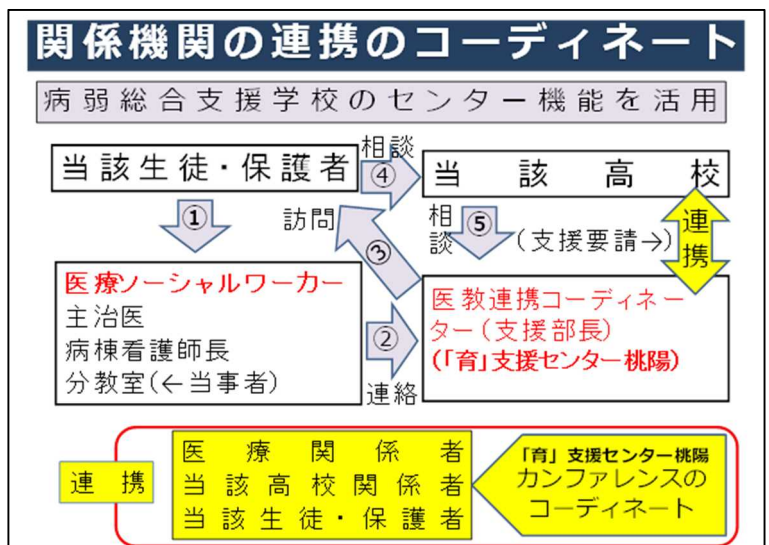 関係機関の連携のコーディネート
病弱総合支援学校のセンター機能を活用
当該生徒・保護者
相談
④
当該高校
①
訪問
③
相談
⑤
(支援要請→)
連携
医療ソーシャルワーカー
主治医
病棟看護師長
分教室(←当事者)
②
連絡
医教連携コーディネー
ター(支援部長)
(「育」支援センター桃陽)
連携
医療関係者
当該高校関係者
当該生徒・保護者
「育」支援センター桃陽
カンファレンスの
コーディネート